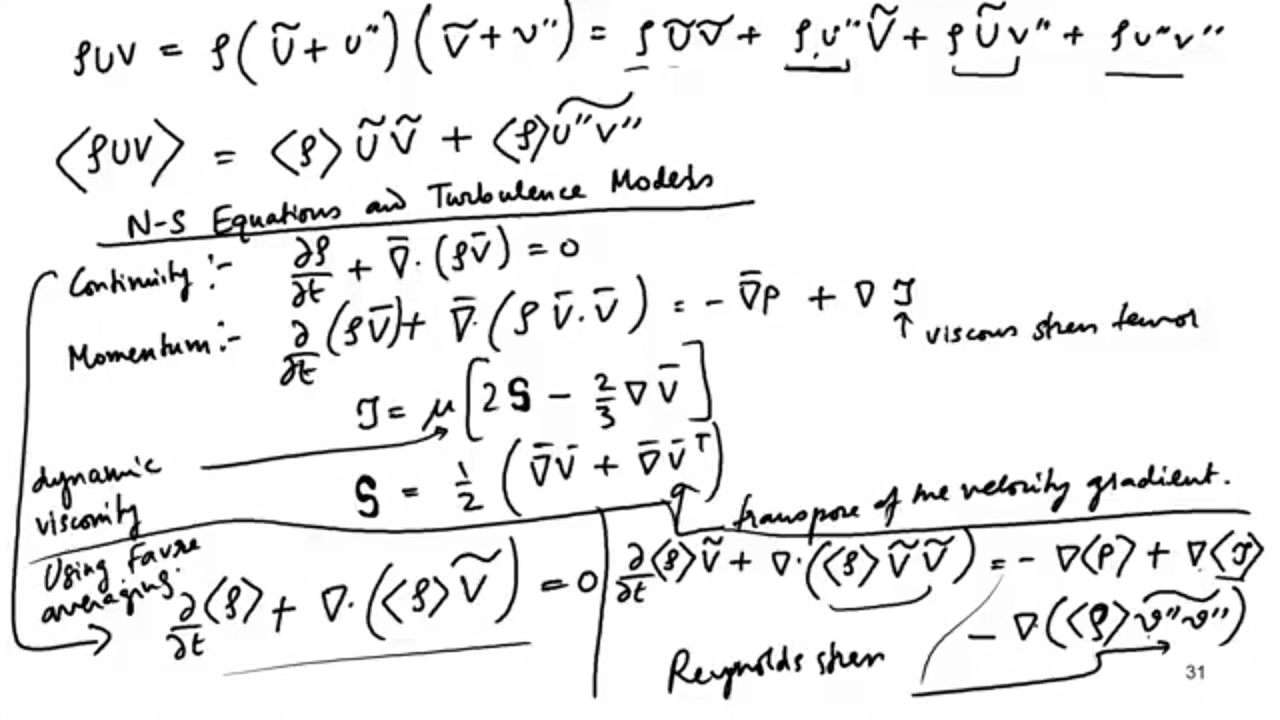 ρUV = ρ(Ũ + u'')(Ṽ + v'') = ρŨṼ + ρu''Ṽ + ρŨv'' + ρu''v''
⟨ρUV⟩ = ⟨ρ⟩ŨṼ + ⟨ρ⟩\widetilde{u''v''}
N-S Equations and Turbulence Models
Continuity :- ∂ρ/∂t + ∇̄·(ρV̄) = 0
Momentum :- ∂/∂t (ρV̄) + ∇̄·(ρ V̄·V̄) = - ∇̄p + ∇ τ
↑ viscous stress tensor
τ = μ[2S - 2/3 ∇ V̄]
dynamic
viscosity
S = 1/2 (∇̄V̄ + ∇̄V̄ᵀ)
transpose of the velocity gradient.
Using Favre
averaging.
∂/∂t ⟨ρ⟩ + ∇·(⟨ρ⟩Ṽ) = 0
∂/∂t ⟨ρ⟩Ṽ + ∇·(⟨ρ⟩ṼṼ) = - ∇⟨p⟩ + ∇⟨τ⟩
- ∇(⟨ρ⟩\widetilde{v''v''})
Reynolds stress
31